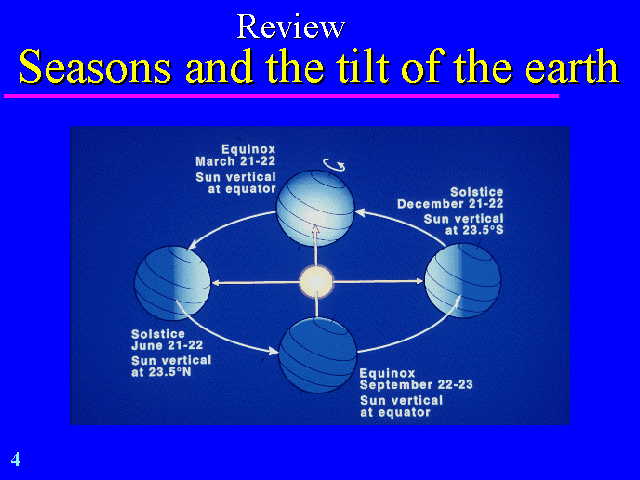 Review
Seasons and the tilt of the earth
Equinox
March 21-22
Sun vertical
at equator
Solstice
December 21-22
Sun vertical
at 23.5°S
Solstice
June 21-22
Sun vertical
at 23.5°N
Equinox
September 22-23
Sun vertical
at equator
4